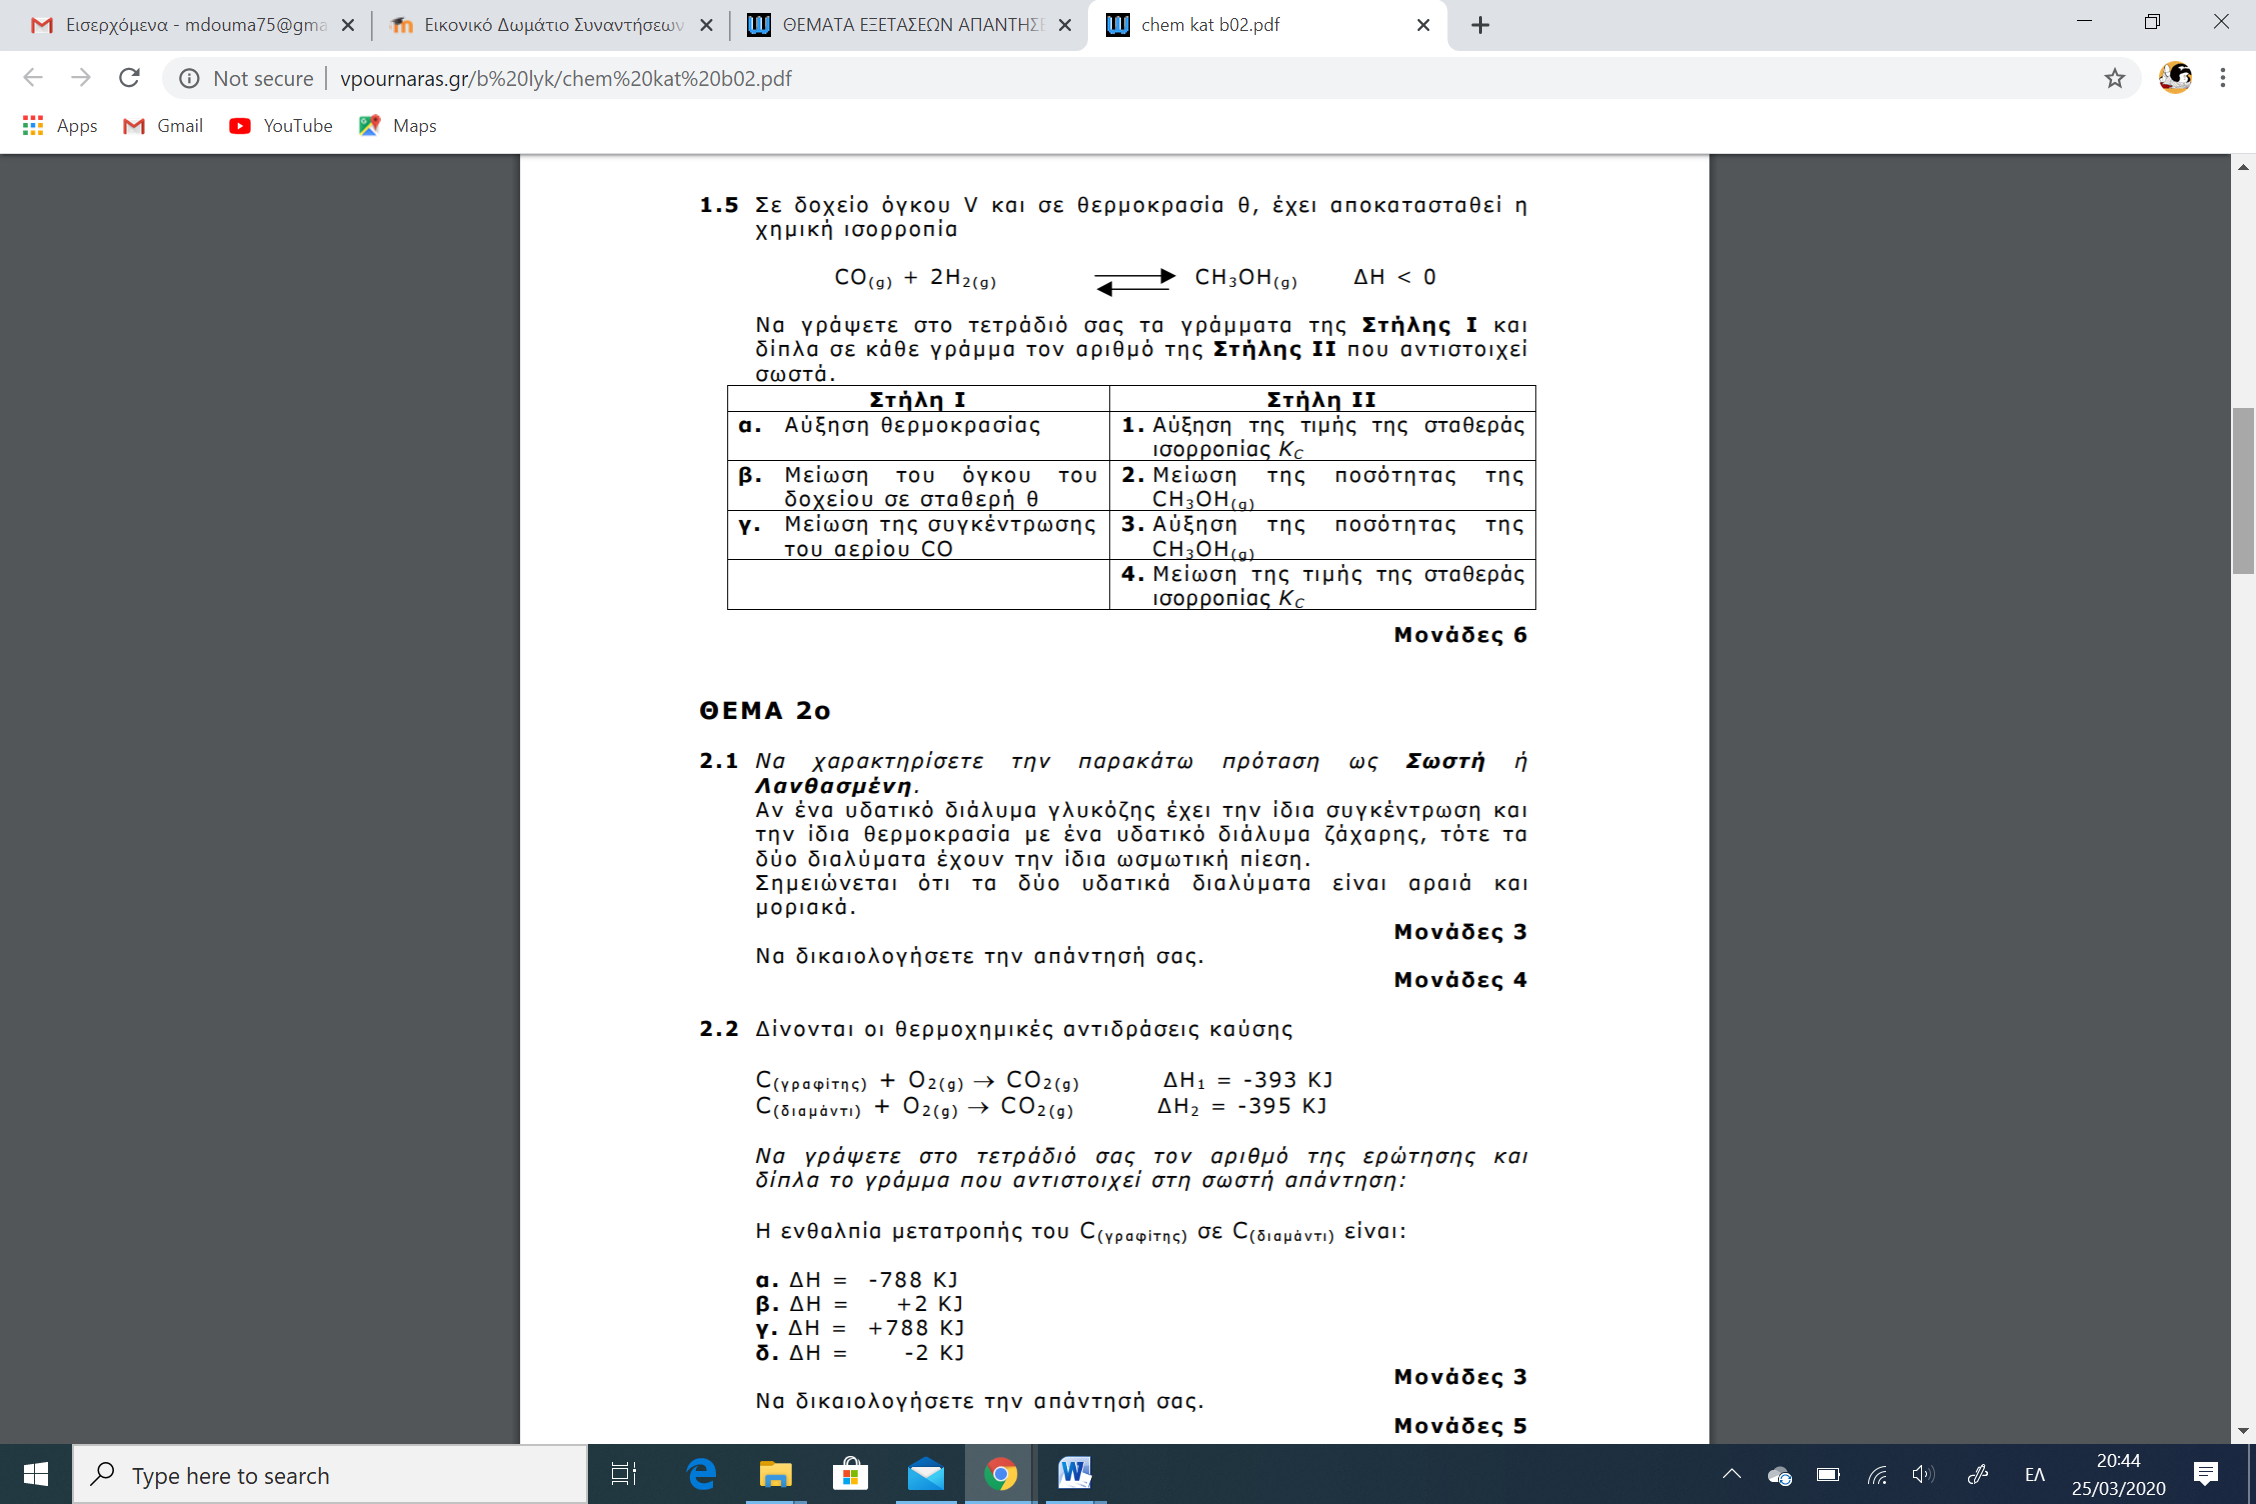 Εισερχόμενα - mdouma75@gma
Εικονικό Δωμάτιο Συναντήσεων
ΘΕΜΑΤΑ ΕΞΕΤΑΣΕΩΝ ΑΠΑΝΤΗΣΕ
chem kat b02.pdf
Not secure
vpournaras.gr/b%20lyk/chem%20kat%20b02.pdf
Apps Gmail YouTube Maps
1.5 Σε δοχείο όγκου V και σε θερμοκρασία θ, έχει αποκατασταθεί η
χημική ισορροπία
CO(g) + 2H2(g) ⇌ CH3OH(g) ΔΗ < 0
Να γράψετε στο τετράδιό σας τα γράμματα της Στήλης Ι και
δίπλα σε κάθε γράμμα τον αριθμό της Στήλης ΙΙ που αντιστοιχεί
σωστά.
Στήλη Ι Στήλη ΙΙ
α. Αύξηση θερμοκρασίας
1. Αύξηση της τιμής της σταθεράς
ισορροπίας KC
β. Μείωση του όγκου του
δοχείου σε σταθερή θ
2. Μείωση της ποσότητας της
CH3OH(g)
γ. Μείωση της συγκέντρωσης
του αερίου CO
3. Αύξηση της ποσότητας της
CH3OH(g)
4. Μείωση της τιμής της σταθεράς
ισορροπίας KC
Μονάδες 6
ΘΕΜΑ 2ο
2.1 Να χαρακτηρίσετε την παρακάτω πρόταση ως Σωστή ή
Λανθασμένη.
Αν ένα υδατικό διάλυμα γλυκόζης έχει την ίδια συγκέντρωση και
την ίδια θερμοκρασία με ένα υδατικό διάλυμα ζάχαρης, τότε τα
δύο διαλύματα έχουν την ίδια ωσμωτική πίεση.
Σημειώνεται ότι τα δύο υδατικά διαλύματα είναι αραιά και
μοριακά.
Μονάδες 3
Να δικαιολογήσετε την απάντησή σας.
Μονάδες 4
2.2 Δίνονται οι θερμοχημικές αντιδράσεις καύσης
C(γραφίτης) + O2(g) → CO2(g) ΔΗ1 = -393 KJ
C(διαμάντι) + O2(g) → CO2(g) ΔΗ2 = -395 KJ
Να γράψετε στο τετράδιό σας τον αριθμό της ερώτησης και
δίπλα το γράμμα που αντιστοιχεί στη σωστή απάντηση:
Η ενθαλπία μετατροπής του C(γραφίτης) σε C(διαμάντι) είναι:
α. ΔΗ = -788 KJ
β. ΔΗ = +2 KJ
γ. ΔΗ = +788 KJ
δ. ΔΗ = -2 KJ
Μονάδες 3
Να δικαιολογήσετε την απάντησή σας.
Μονάδες 5
Type here to search
ΕΛ
20:44
25/03/2020